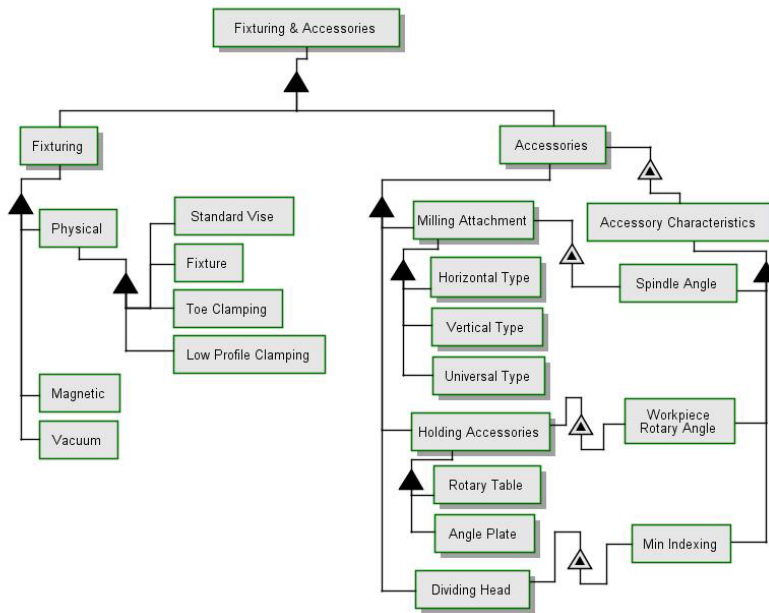 Fixturing & Accessories
Fixturing
Accessories
Physical
Standard Vise
Milling Attachment
Accessory Characteristics
Fixture
Horizontal Type
Spindle Angle
Toe Clamping
Vertical Type
Low Profile Clamping
Universal Type
Magnetic
Vacuum
Holding Accessories
Workpiece
Rotary Angle
Rotary Table
Angle Plate
Min Indexing
Dividing Head